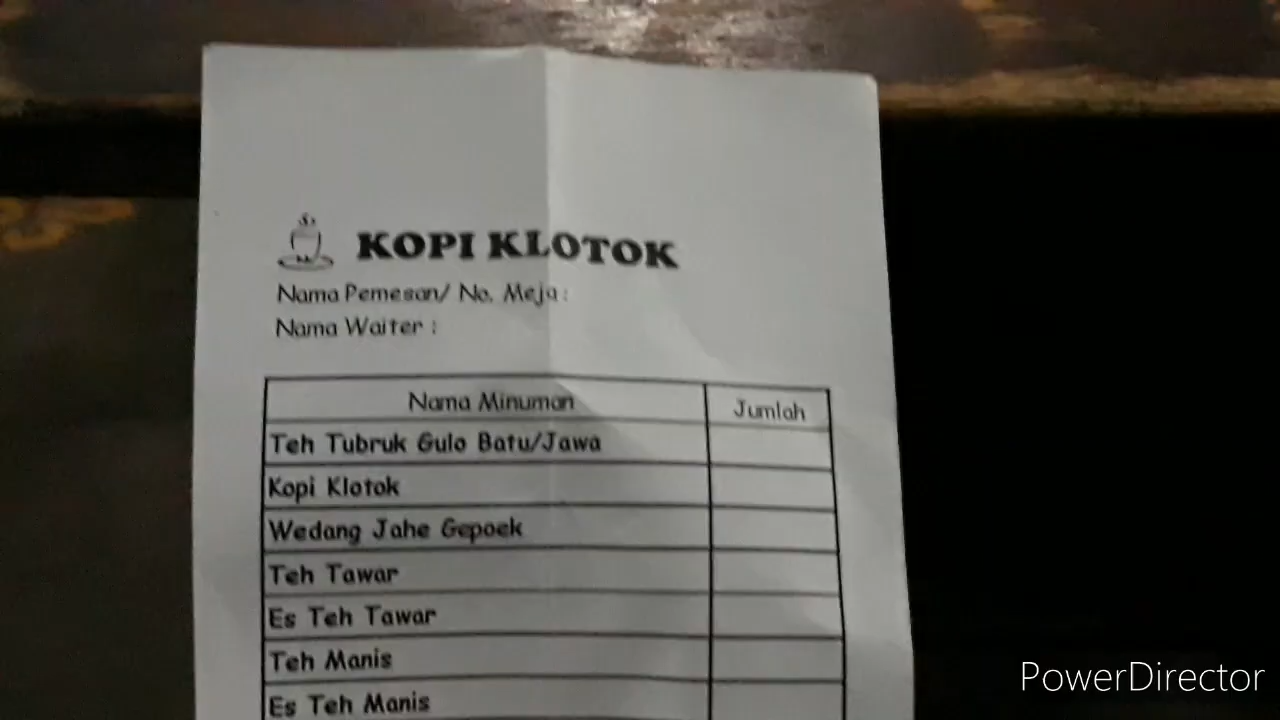 KOPI KLOTOK
Nama Pemesan/ No. Meja :
Nama Waiter :
Nama Minuman Jumlah
Teh Tubruk Gulo Batu/Jawa
Kopi Klotok
Wedang Jahe Gepoek
Teh Tawar
Es Teh Tawar
Teh Manis
Es Teh Manis
PowerDirector